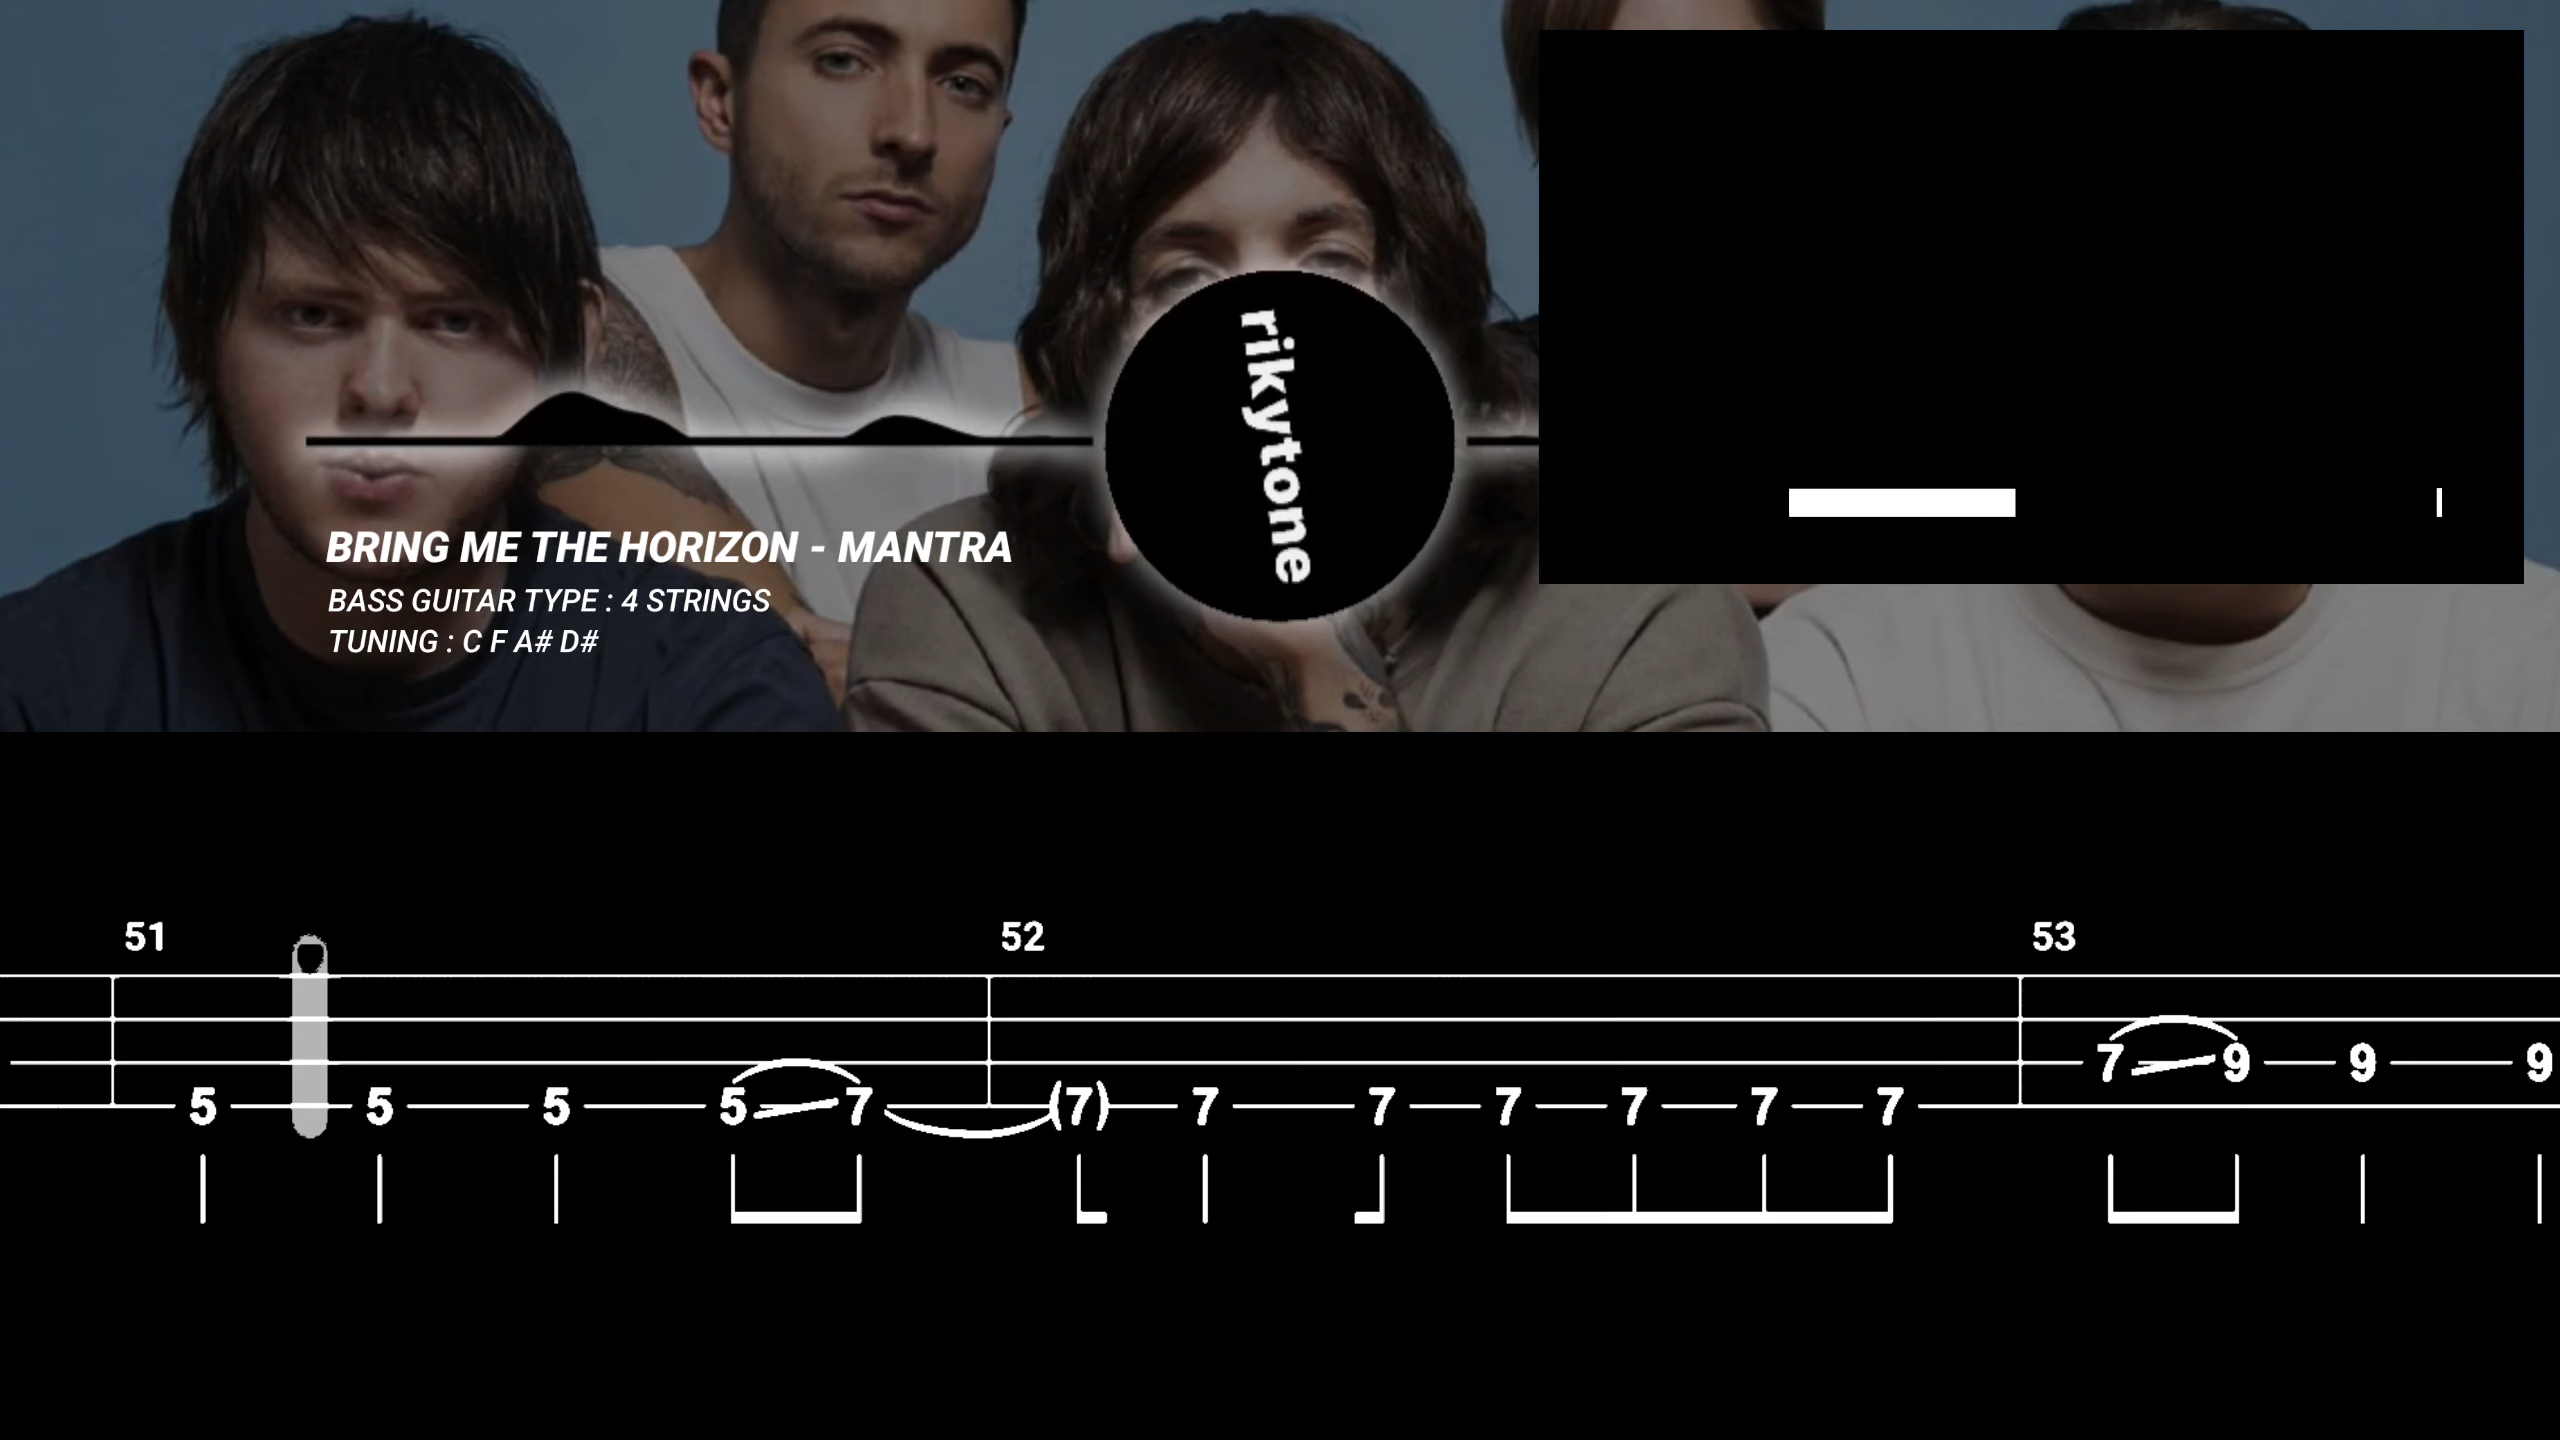 rikytone
BRING ME THE HORIZON - MANTRA
BASS GUITAR TYPE : 4 STRINGS
TUNING : C F A# D#
51 52 53
7 9 9 9
5 5 5 5 7 (7) 7 7 7 7 7 7